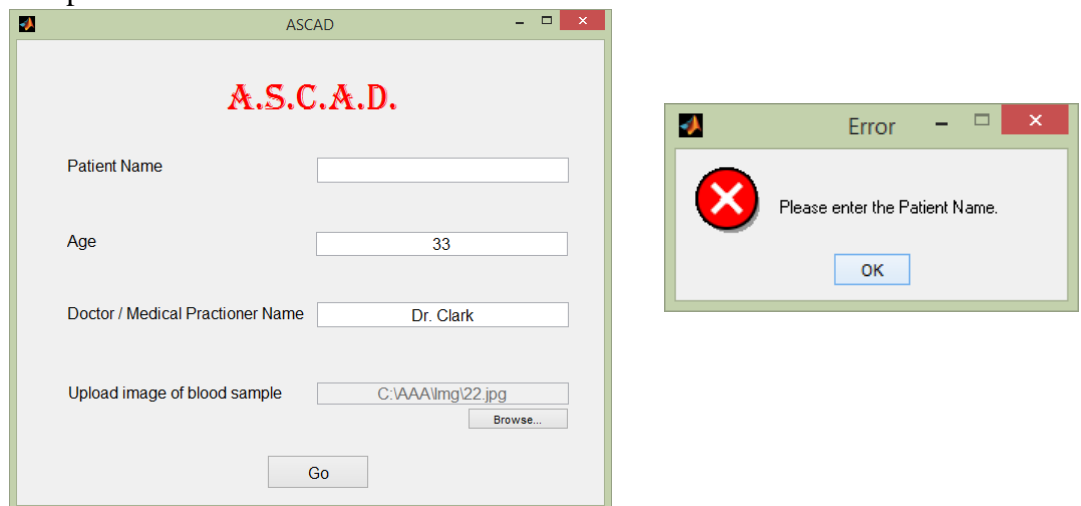 ASCAD
A.S.C.A.D.
Patient Name
Age 33
Doctor / Medical Practioner Name Dr. Clark
Upload image of blood sample C:\AAA\Img\22.jpg
Browse...
Go
Error
Please enter the Patient Name.
OK